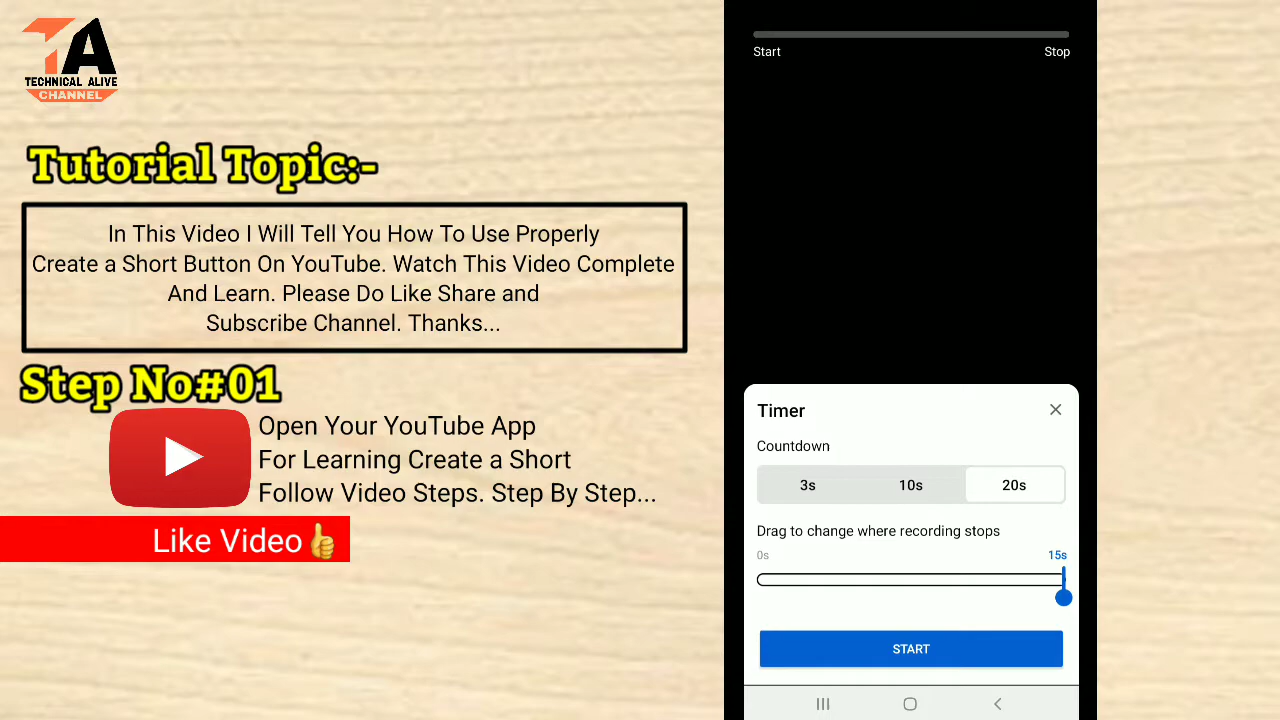 TA
TECHNICAL ALIVE
CHANNEL
Tutorial Topic:-
In This Video I Will Tell You How To Use Properly
Create a Short Button On YouTube. Watch This Video Complete
And Learn. Please Do Like Share and
Subscribe Channel. Thanks...
Step No#01
Open Your YouTube App
For Learning Create a Short
Follow Video Steps. Step By Step...
Like Video👍
Start Stop
Timer
Countdown
3s 10s 20s
Drag to change where recording stops
0s 15s
START